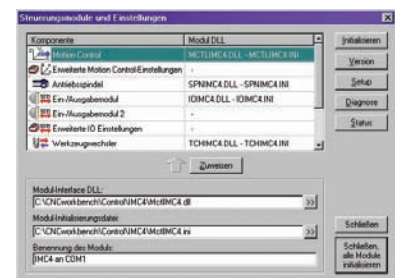 Steuerungsmodule und Einstellungen
Komponente Modul DLL
Motion Control MCTLIMC4.DLL - MCTLIMC4.INI
Erweiterte Motion Control-Einstellungen -
Antriebsspindel SPNIMC4.DLL - SPNIMC4.INI
Ein-/Ausgabemodul IOIMC4.DLL - IOIMC4.INI
Ein-/Ausgabemodul 2 -
Erweiterte IO Einstellungen -
Werkzeugwechsler TCHIMC4.DLL - TCHIMC4.INI
Initialisieren
Version
Setup
Diagnose
Status
Zuweisen
Modul-Interface DLL:
C:\CNCworkbench\Control\IMC4\MctlIMC4.dll
Modul-Initialisierungsdatei:
C:\CNCworkbench\Control\IMC4\MctlIMC4.ini
Benennung des Moduls:
IMC4 an COM1
Schließen
Schließen,
alle Module
initialisieren